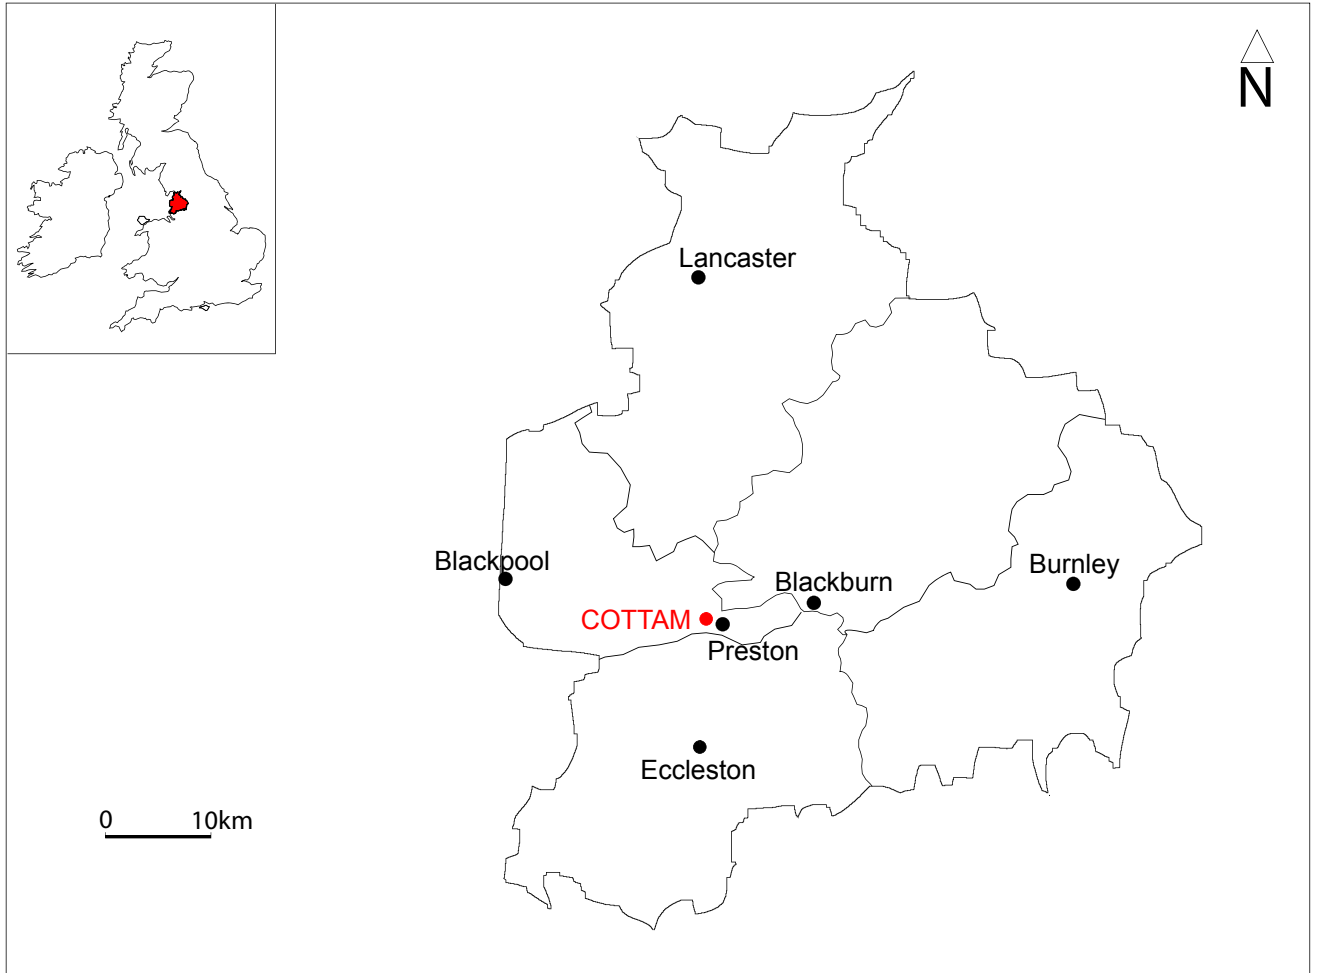 N
Lancaster
Blackpool
Burnley
Blackburn
COTTAM
Preston
Eccleston
0 10km